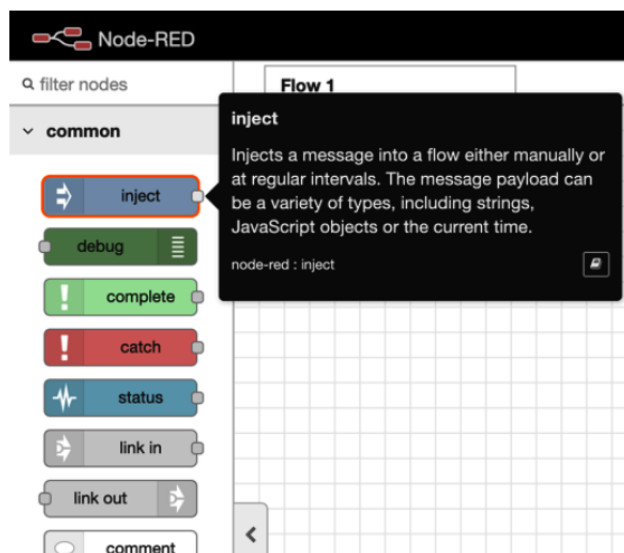 Node-RED
filter nodes
Flow 1
common
inject
Injects a message into a flow either manually or
at regular intervals. The message payload can
be a variety of types, including strings,
JavaScript objects or the current time.
node-red : inject
inject
debug
complete
catch
status
link in
link out
comment